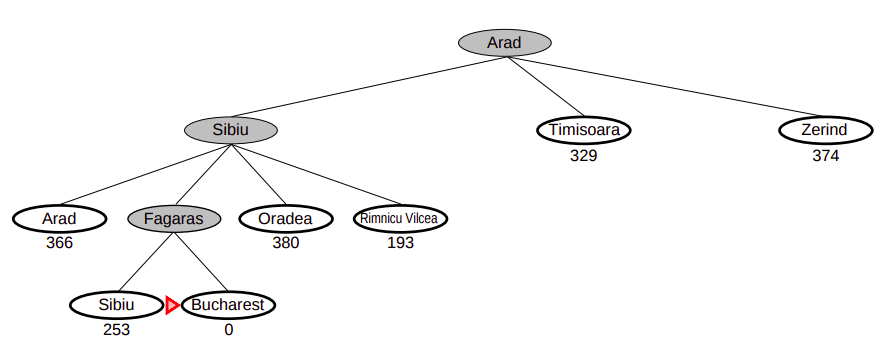 Arad
Sibiu Timisoara Zerind
329 374
Arad Fagaras Oradea Rimnicu Vilcea
366 380 193
Sibiu Bucharest
253 0